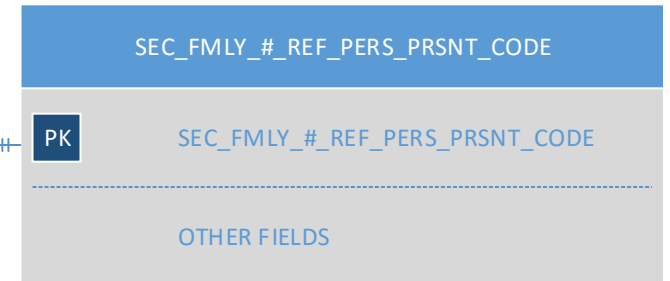 SEC_FMLY_#_REF_PERS_PRSNT_CODE
PK SEC_FMLY_#_REF_PERS_PRSNT_CODE
OTHER FIELDS